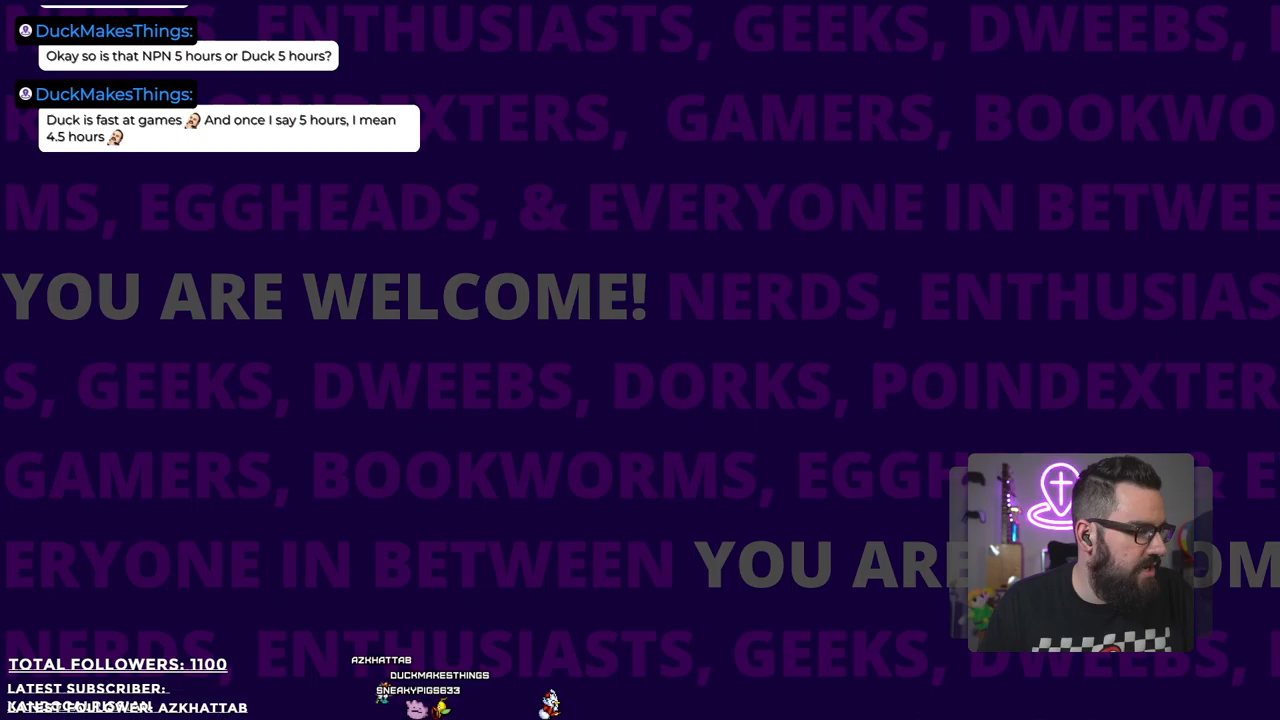 DuckMakesThings:
Okay so is that NPN 5 hours or Duck 5 hours?
DuckMakesThings:
Duck is fast at games And once I say 5 hours, I mean
4.5 hours
ENTHUSIASTS, GEEKS, DWEEBS,
GAMERS, BOOKWO
MS, EGGHEADS, & EVERYONE IN BETWEE
YOU ARE WELCOME! NERDS, ENTHUSIAS
S, GEEKS, DWEEBS, DORKS, POINDEXTER
GAMERS, BOOKWORMS, EGGH & E
ERYONE IN BETWEEN YOU ARE OM
NERDS, ENTHUSIASTS, GEEKS, DWEEBS,
TOTAL FOLLOWERS: 1100
LATEST SUBSCRIBER:
LATEST FOLLOWER: AZKHATTAB
AZKHATTAB
DUCKMAKESTHINGS
SNEAKYPIGS633